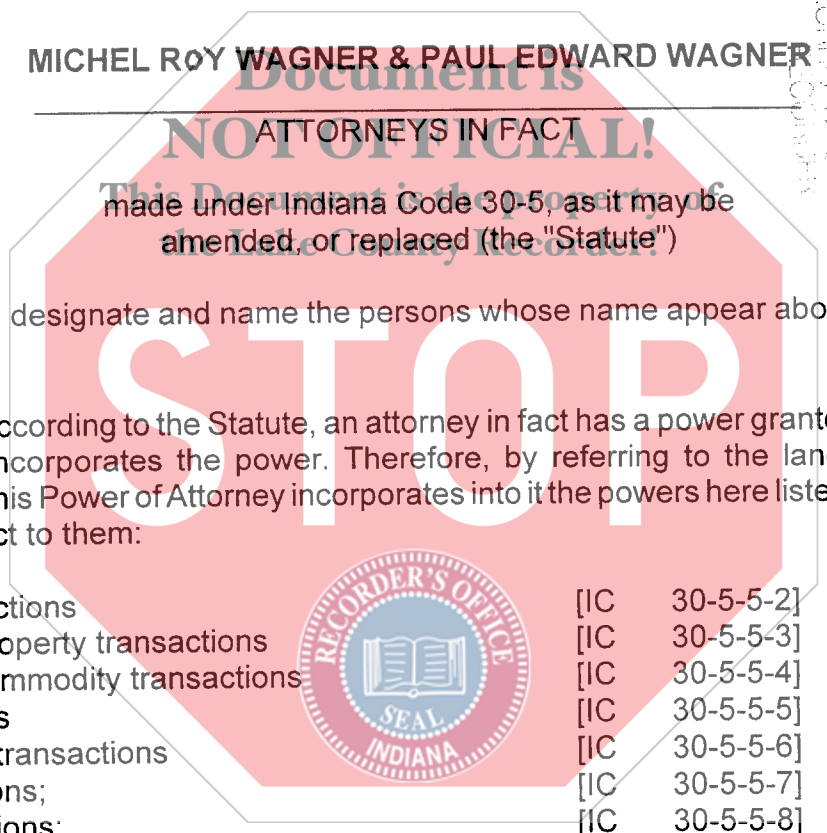 MICHEL ROY WAGNER & PAUL EDWARD WAGNER
Document is
NOT OFFICIAL!
ATTORNEYS IN FACT
This Document is the property of
the Lake County Recorder!
made under Indiana Code 30-5, as it may be
amended, or replaced (the "Statute")
designate and name the persons whose name appear abo
STOP
ccording to the Statute, an attorney in fact has a power grant
ncorporates the power. Therefore, by referring to the lan
his Power of Attorney incorporates into it the powers here liste
ct to them:
RECORDER'S OFFICE
SEAL
INDIANA
ctions [IC 30-5-5-2]
operty transactions [IC 30-5-5-3]
mmodity transactions [IC 30-5-5-4]
s [IC 30-5-5-5]
transactions [IC 30-5-5-6]
ons; [IC 30-5-5-7]
ions; [IC 30-5-5-8]